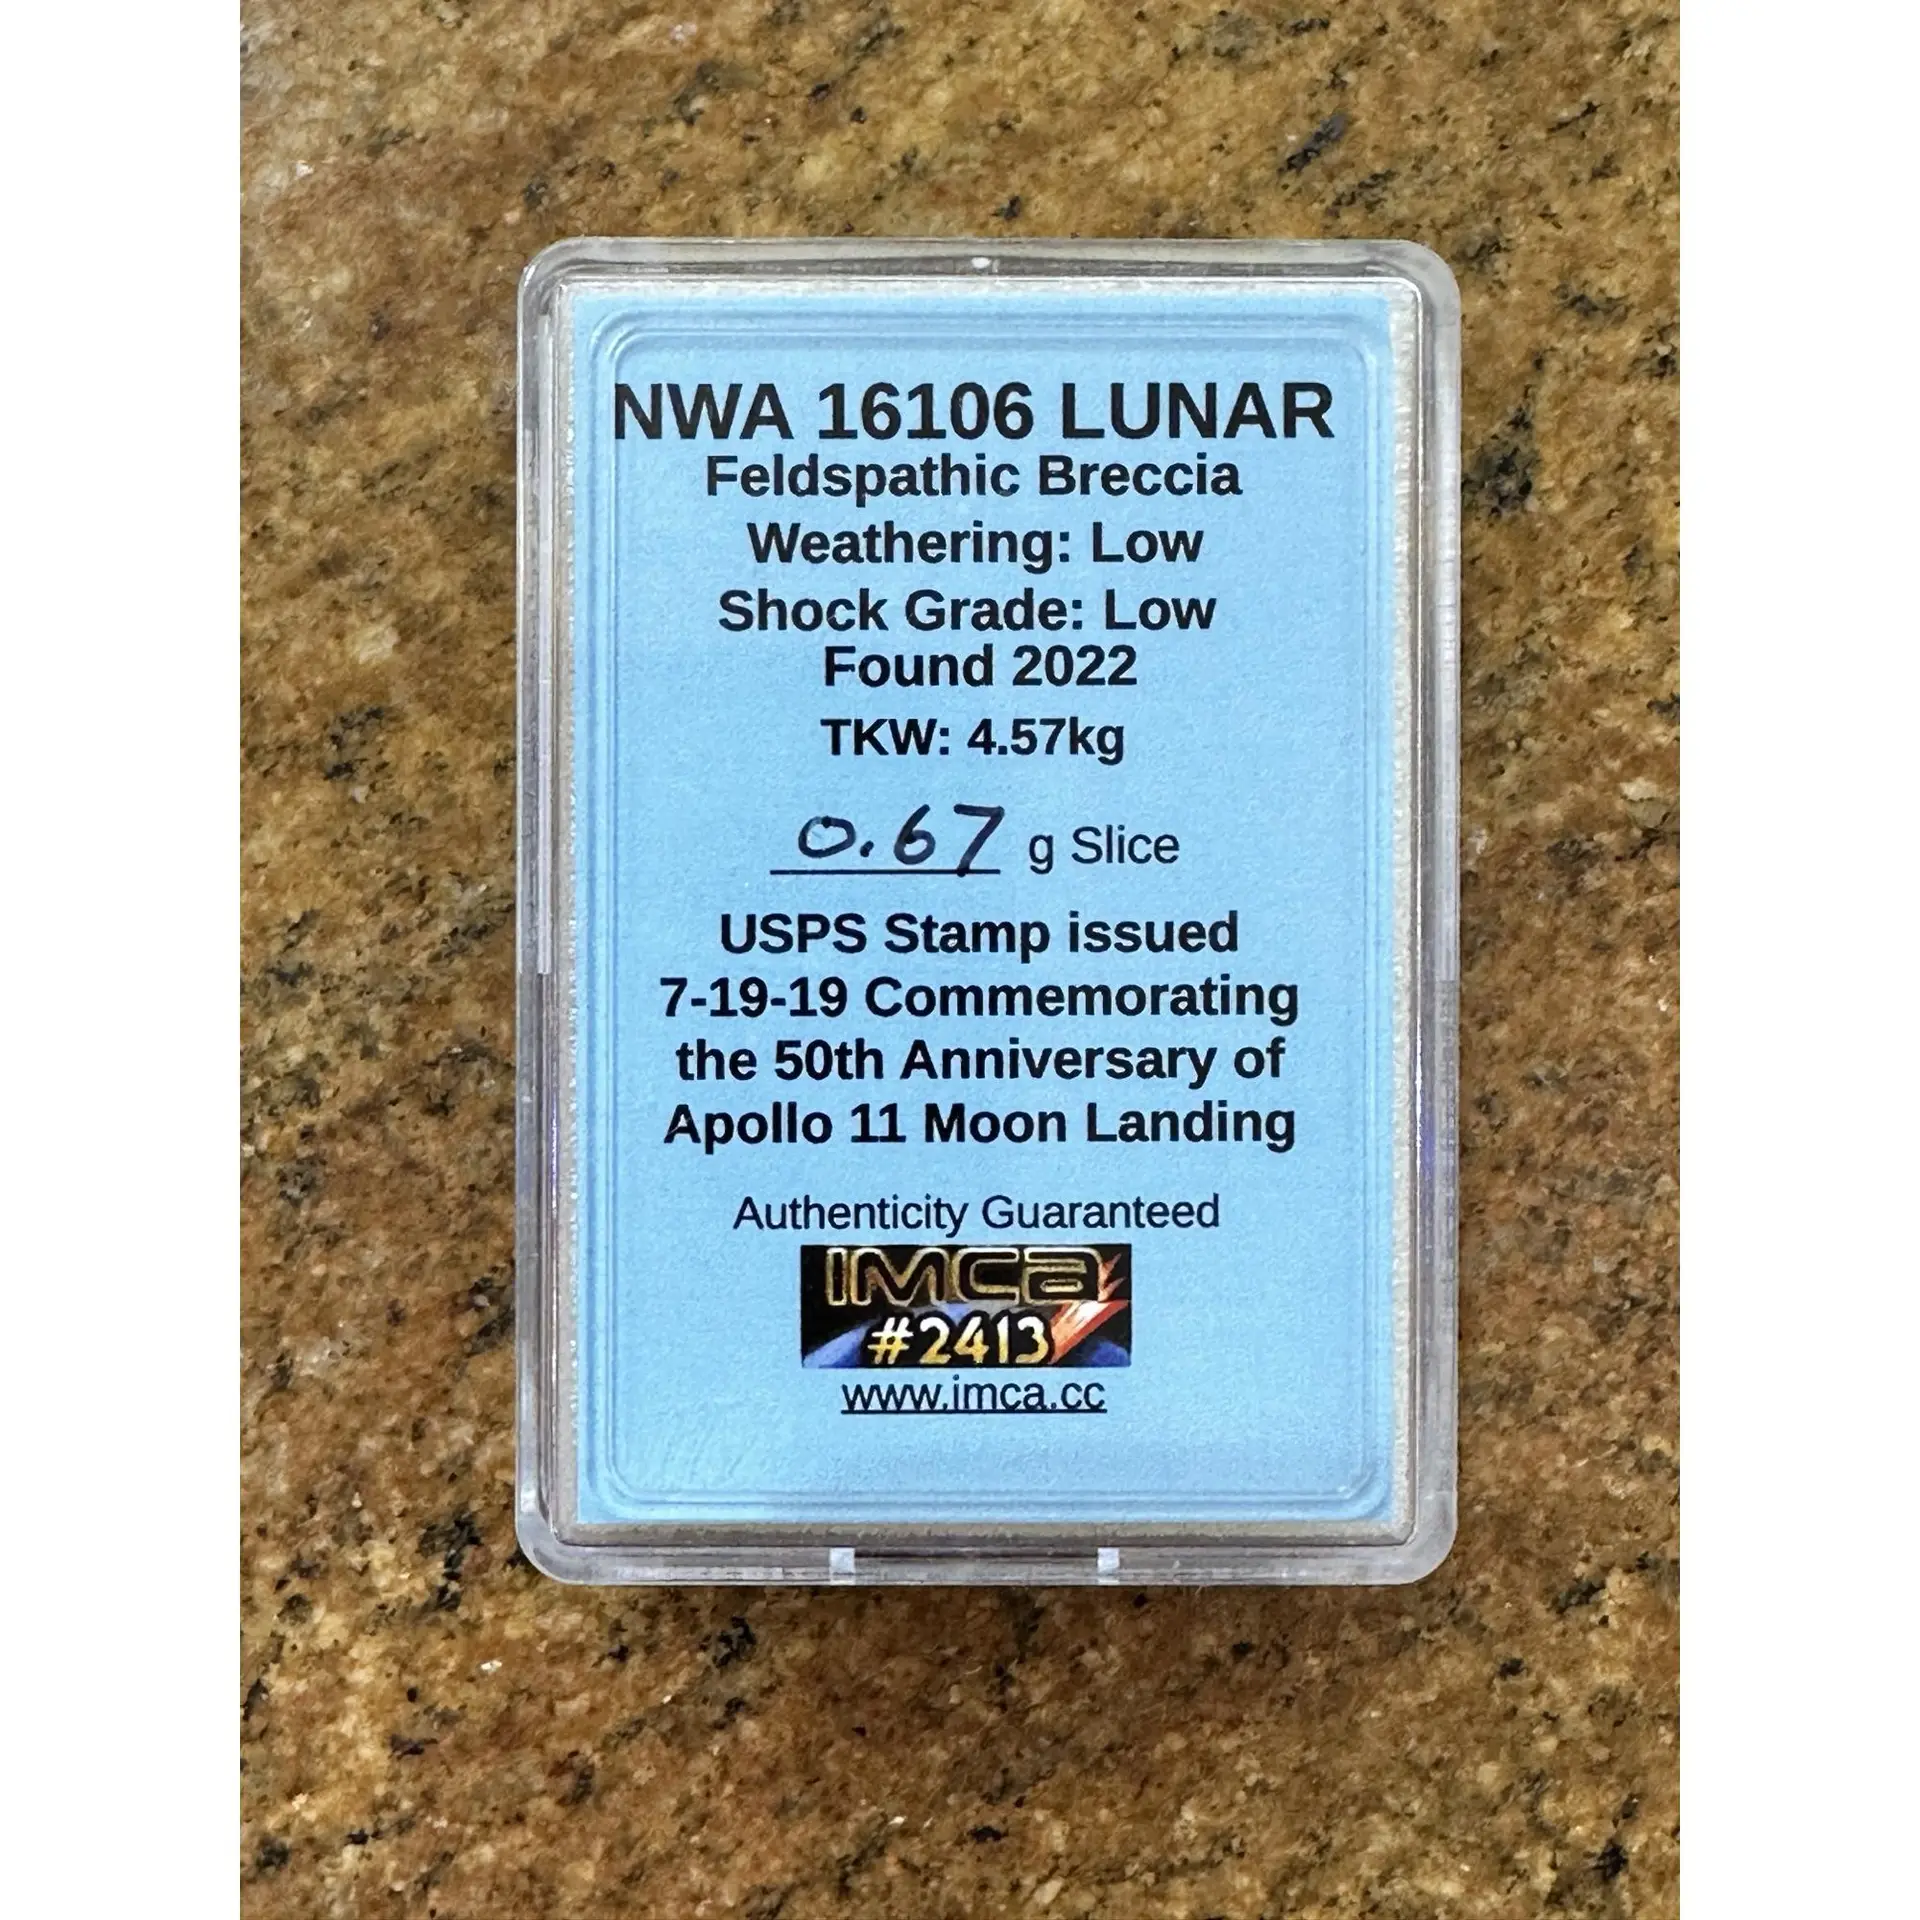 NWA 16106 LUNAR
Feldspathic Breccia
Weathering: Low
Shock Grade: Low
Found 2022
TKW: 4.57kg
0.67 g Slice
USPS Stamp issued
7-19-19 Commemorating
the 50th Anniversary of
Apollo 11 Moon Landing
Authenticity Guaranteed
IMCa
#2413
www.imca.cc